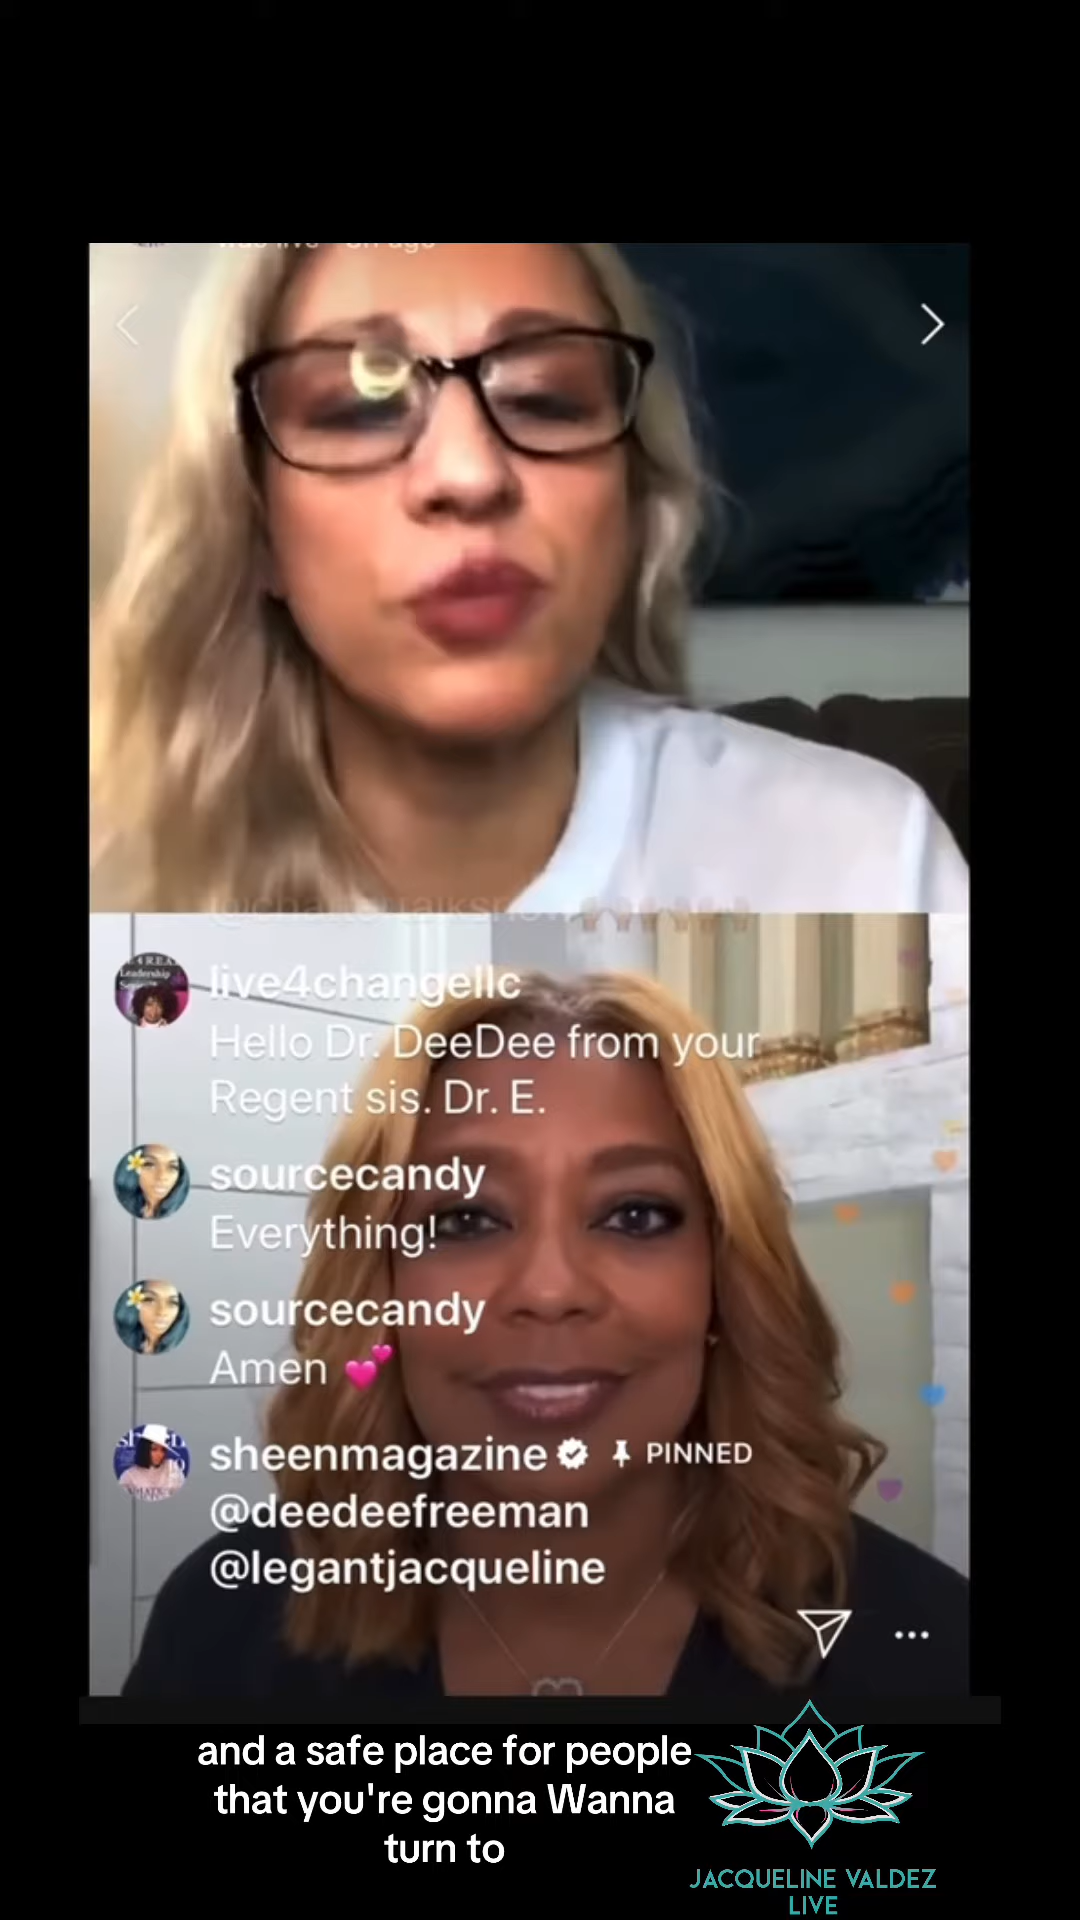 live4changellc
Hello Dr. DeeDee from your
Regent sis. Dr. E.
sourcecandy
Everything!
sourcecandy
Amen 💕
sheenmagazine PINNED
@deedeefreeman
@legantjacqueline
and a safe place for people
that you're gonna Wanna
turn to
JACQUELINE VALDEZ
LIVE